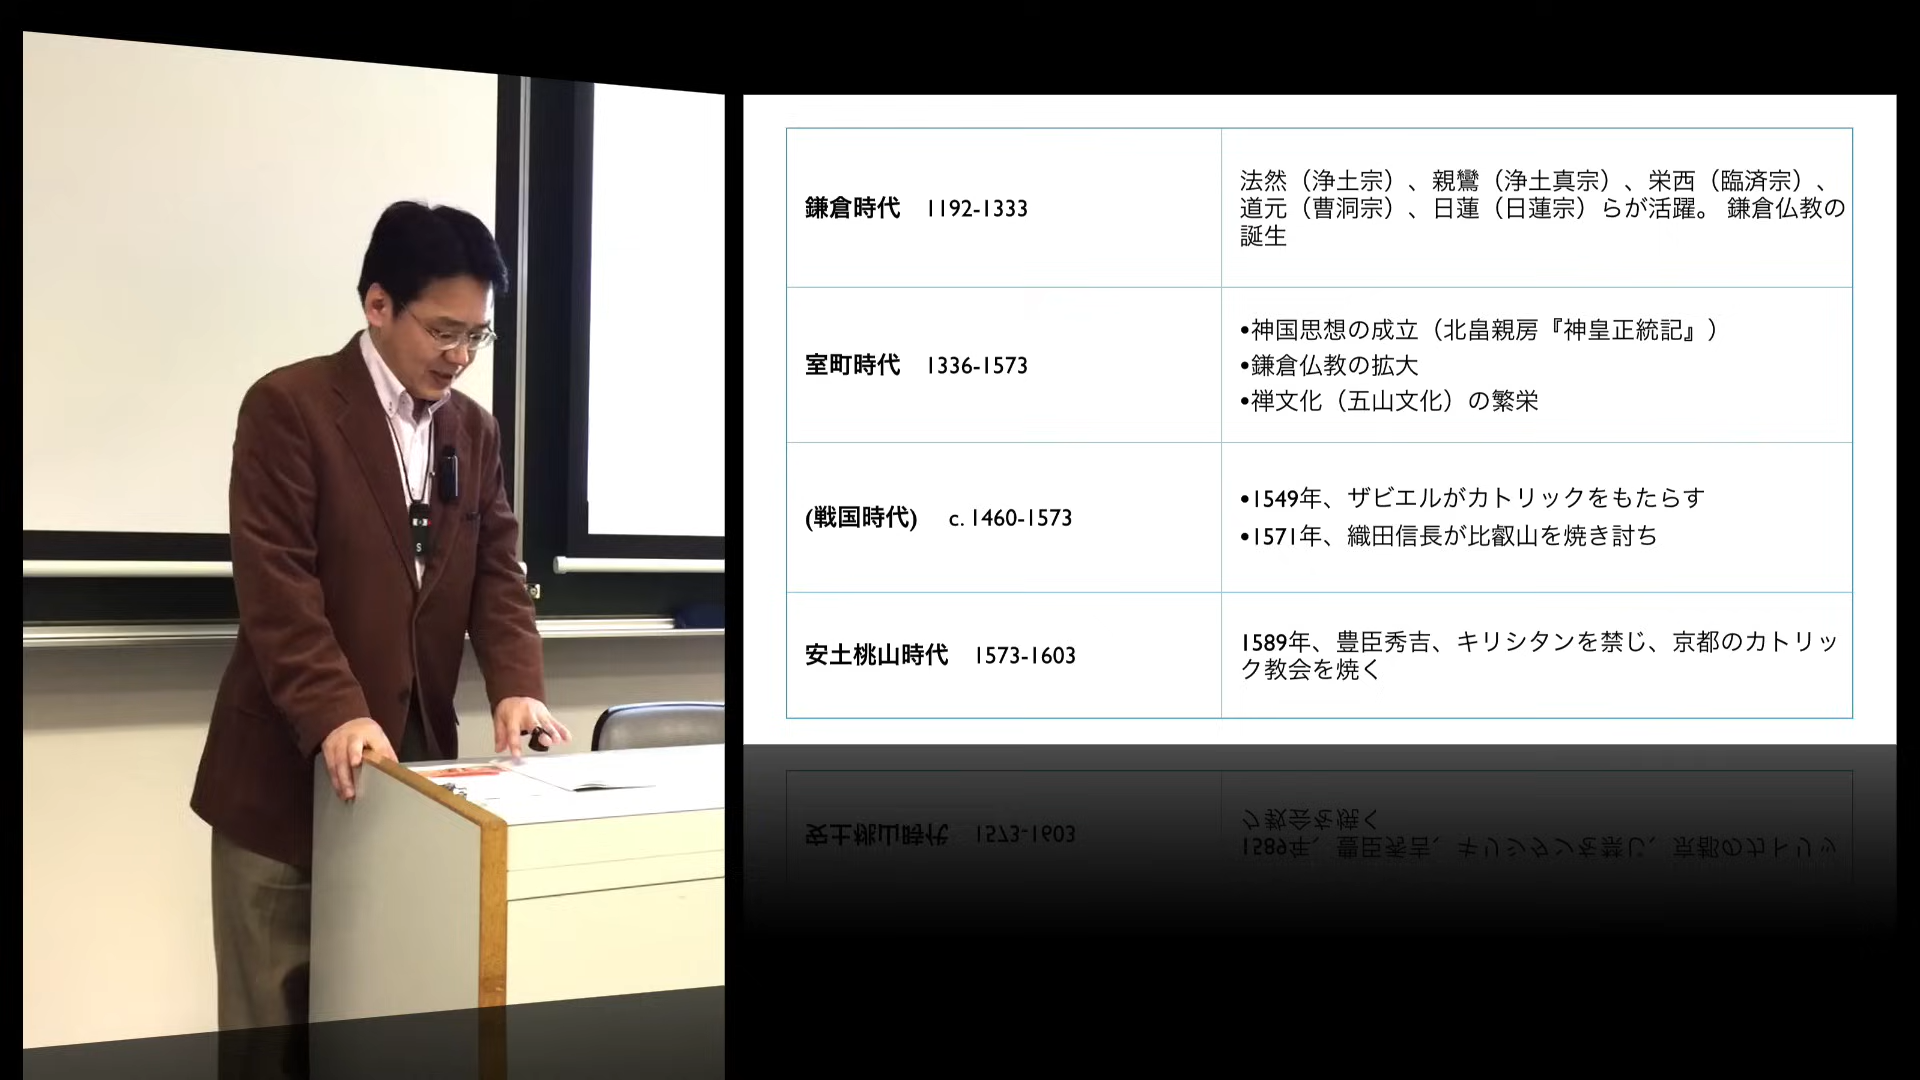 鎌倉時代　1192-1333
法然（浄土宗）、親鸞（浄土真宗）、栄西（臨済宗）、
道元（曹洞宗）、日蓮（日蓮宗）らが活躍。 鎌倉仏教の
誕生
室町時代　1336-1573
•神国思想の成立（北畠親房『神皇正統記』）
•鎌倉仏教の拡大
•禅文化（五山文化）の繁栄
(戦国時代)　c. 1460-1573
•1549年、ザビエルがカトリックをもたらす
•1571年、織田信長が比叡山を焼き討ち
安土桃山時代　1573-1603
1589年、豊臣秀吉、キリシタンを禁じ、京都のカトリッ
ク教会を焼く
S